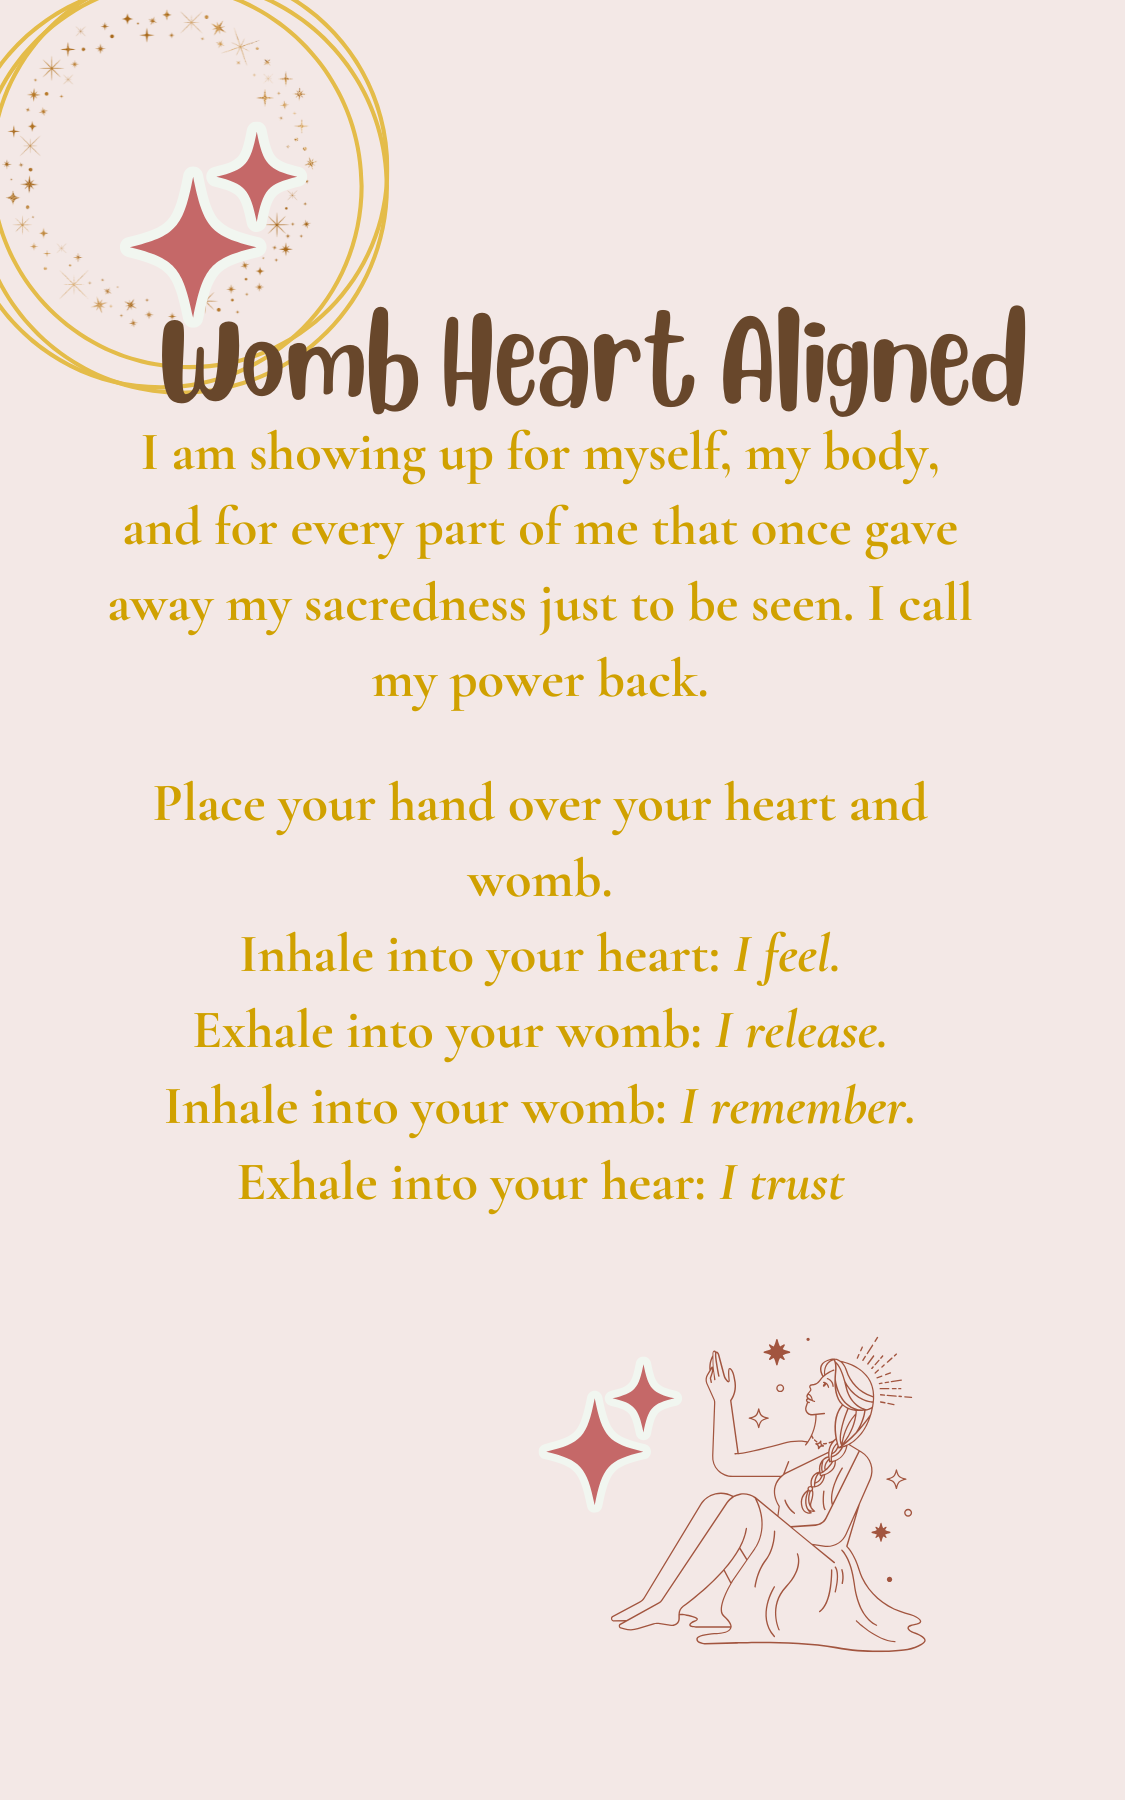 Womb Heart Aligned
I am showing up for myself, my body,
and for every part of me that once gave
away my sacredness just to be seen. I call
my power back.
Place your hand over your heart and
womb.
Inhale into your heart: I feel.
Exhale into your womb: I release.
Inhale into your womb: I remember.
Exhale into your hear: I trust